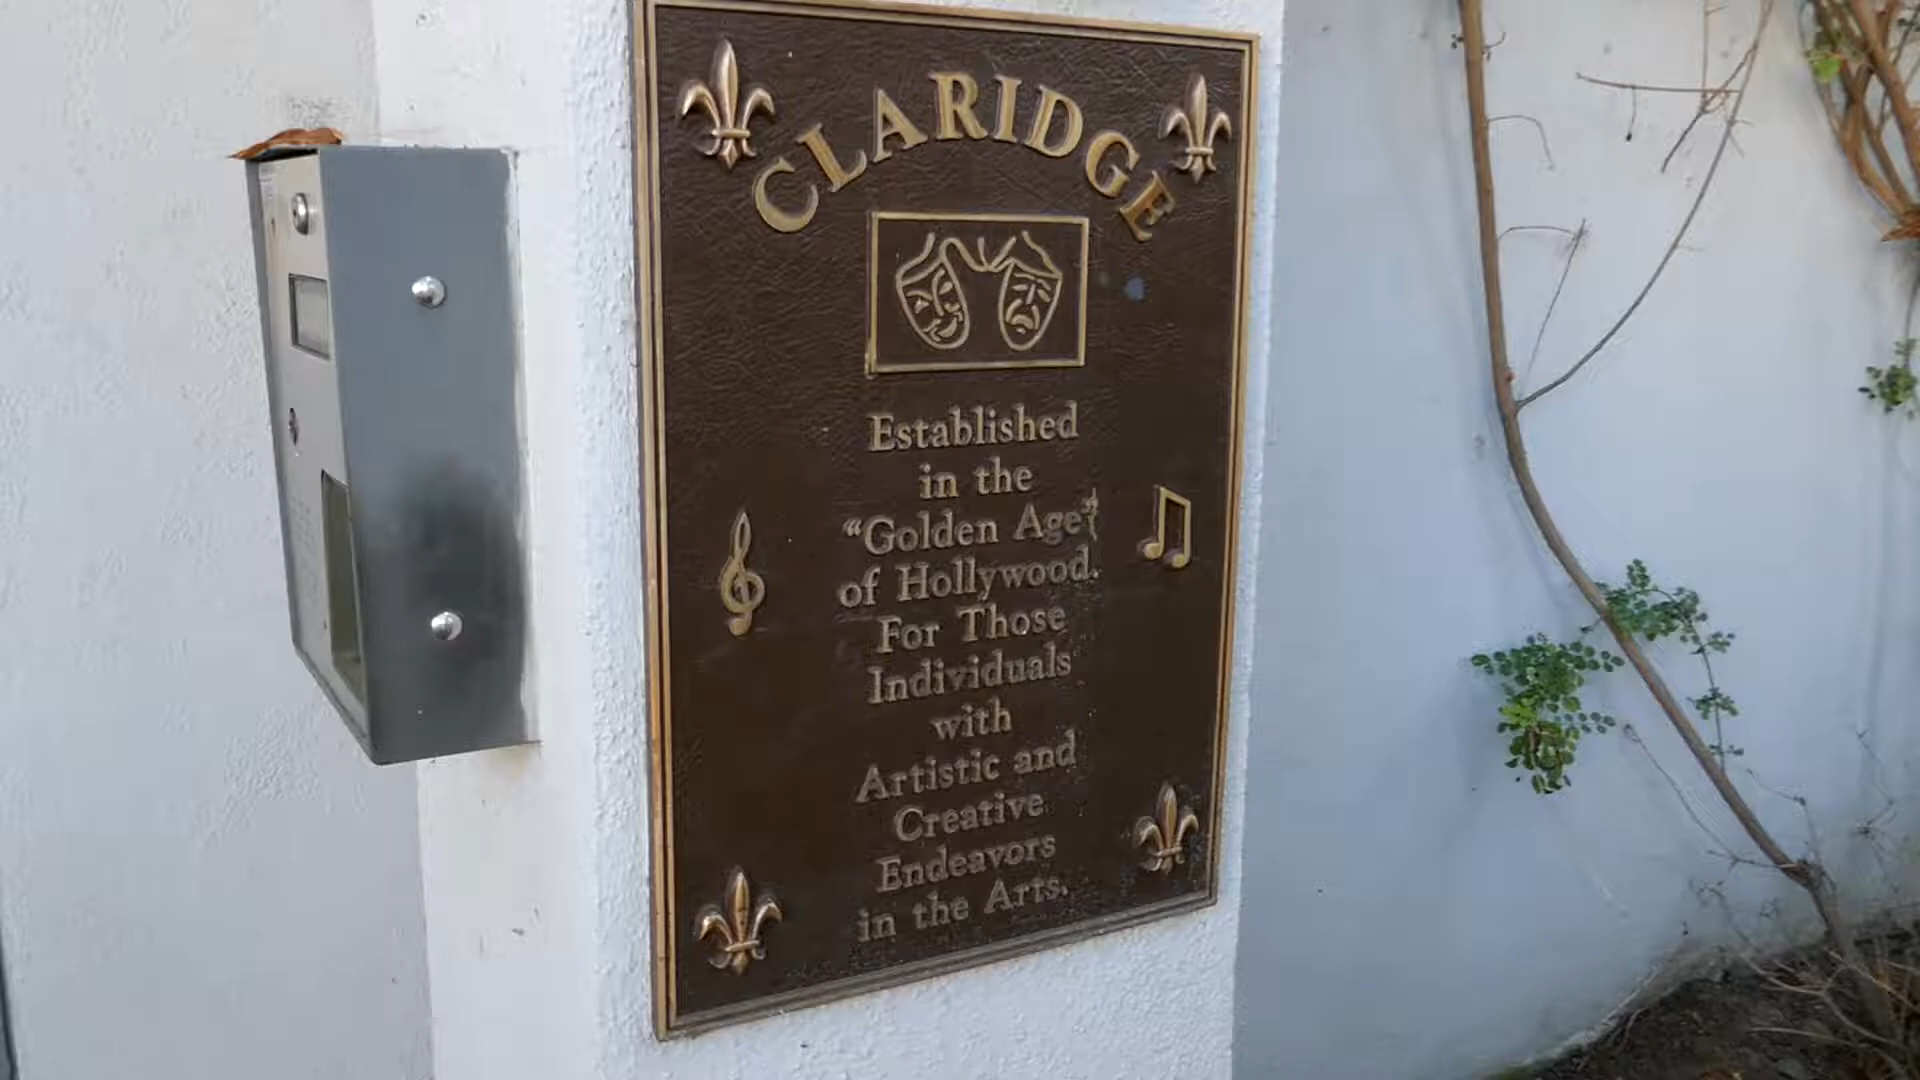 CLARIDGE
Established
in the
"Golden Age"
of Hollywood.
For Those
Individuals
with
Artistic and
Creative
Endeavors
in the Arts.